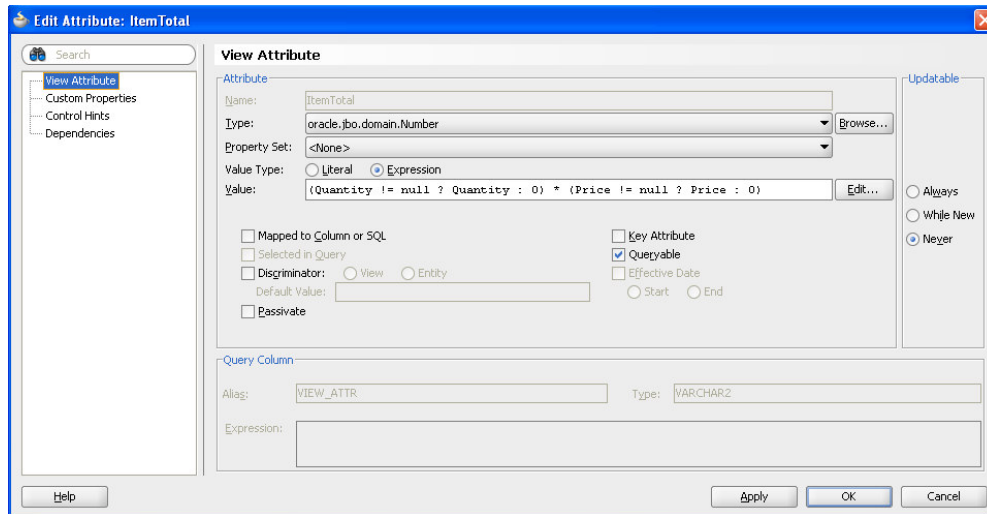 Edit Attribute: ItemTotal
Search
View Attribute
Custom Properties
Control Hints
Dependencies
View Attribute
Attribute
Name: ItemTotal
Type: oracle.jbo.domain.Number Browse...
Property Set: <None>
Value Type: Literal Expression
Value: (Quantity != null ? Quantity : 0) * (Price != null ? Price : 0) Edit...
Mapped to Column or SQL Key Attribute
Selected in Query Queryable
Discriminator: View Entity Effective Date
Default Value: Start End
Passivate
Updatable
Always
While New
Never
Query Column
Alias: VIEW_ATTR Type: VARCHAR2
Expression:
Help Apply OK Cancel